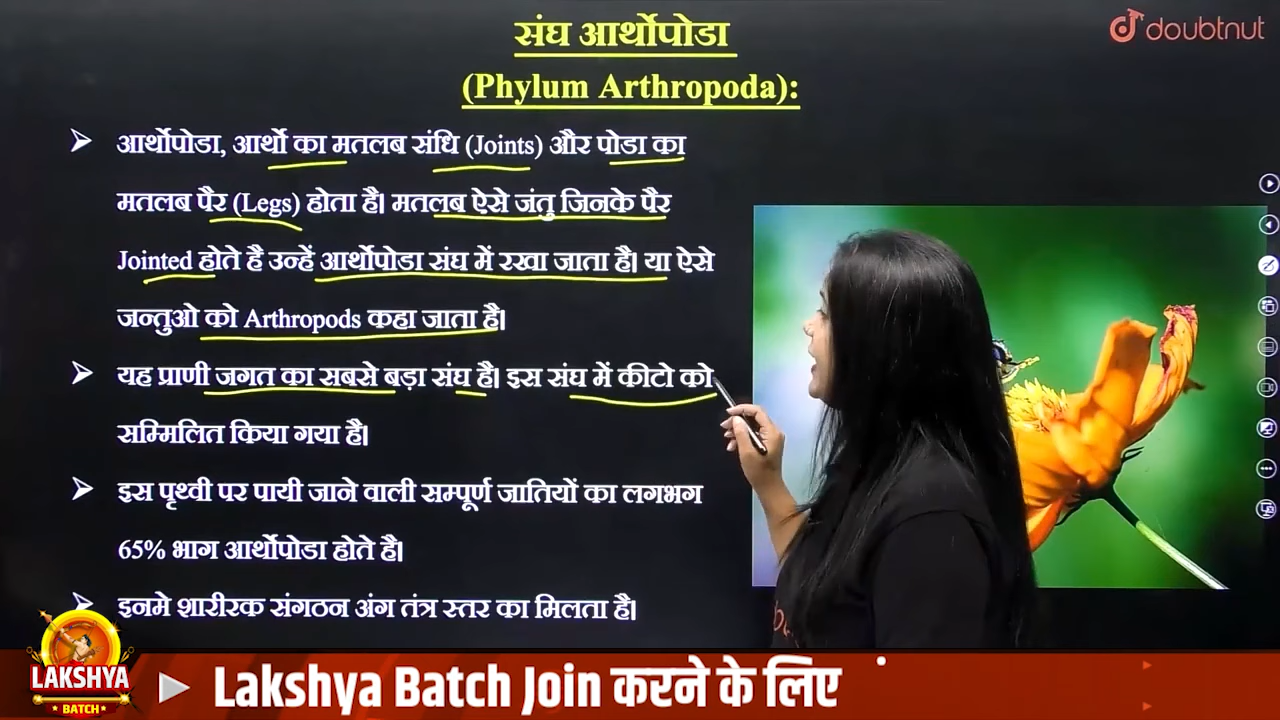 संघ आर्थोपोडा
(Phylum Arthropoda):
doubtnut
आर्थोपोडा, आर्थो का मतलब संधि (Joints) और पोडा का
मतलब पैर (Legs) होता है। मतलब ऐसे जंतु जिनके पैर
Jointed होते है उन्हें आर्थोपोडा संघ में रखा जाता है। या ऐसे
जन्तुओ को Arthropods कहा जाता है।
यह प्राणी जगत का सबसे बड़ा संघ है। इस संघ में कीटो को
सम्मिलित किया गया है।
इस पृथ्वी पर पायी जाने वाली सम्पूर्ण जातियों का लगभग
65% भाग आर्थोपोडा होते है।
इनमे शारीरक संगठन अंग तंत्र स्तर का मिलता है।
LAKSHYA
BATCH
Lakshya Batch Join करने के लिए